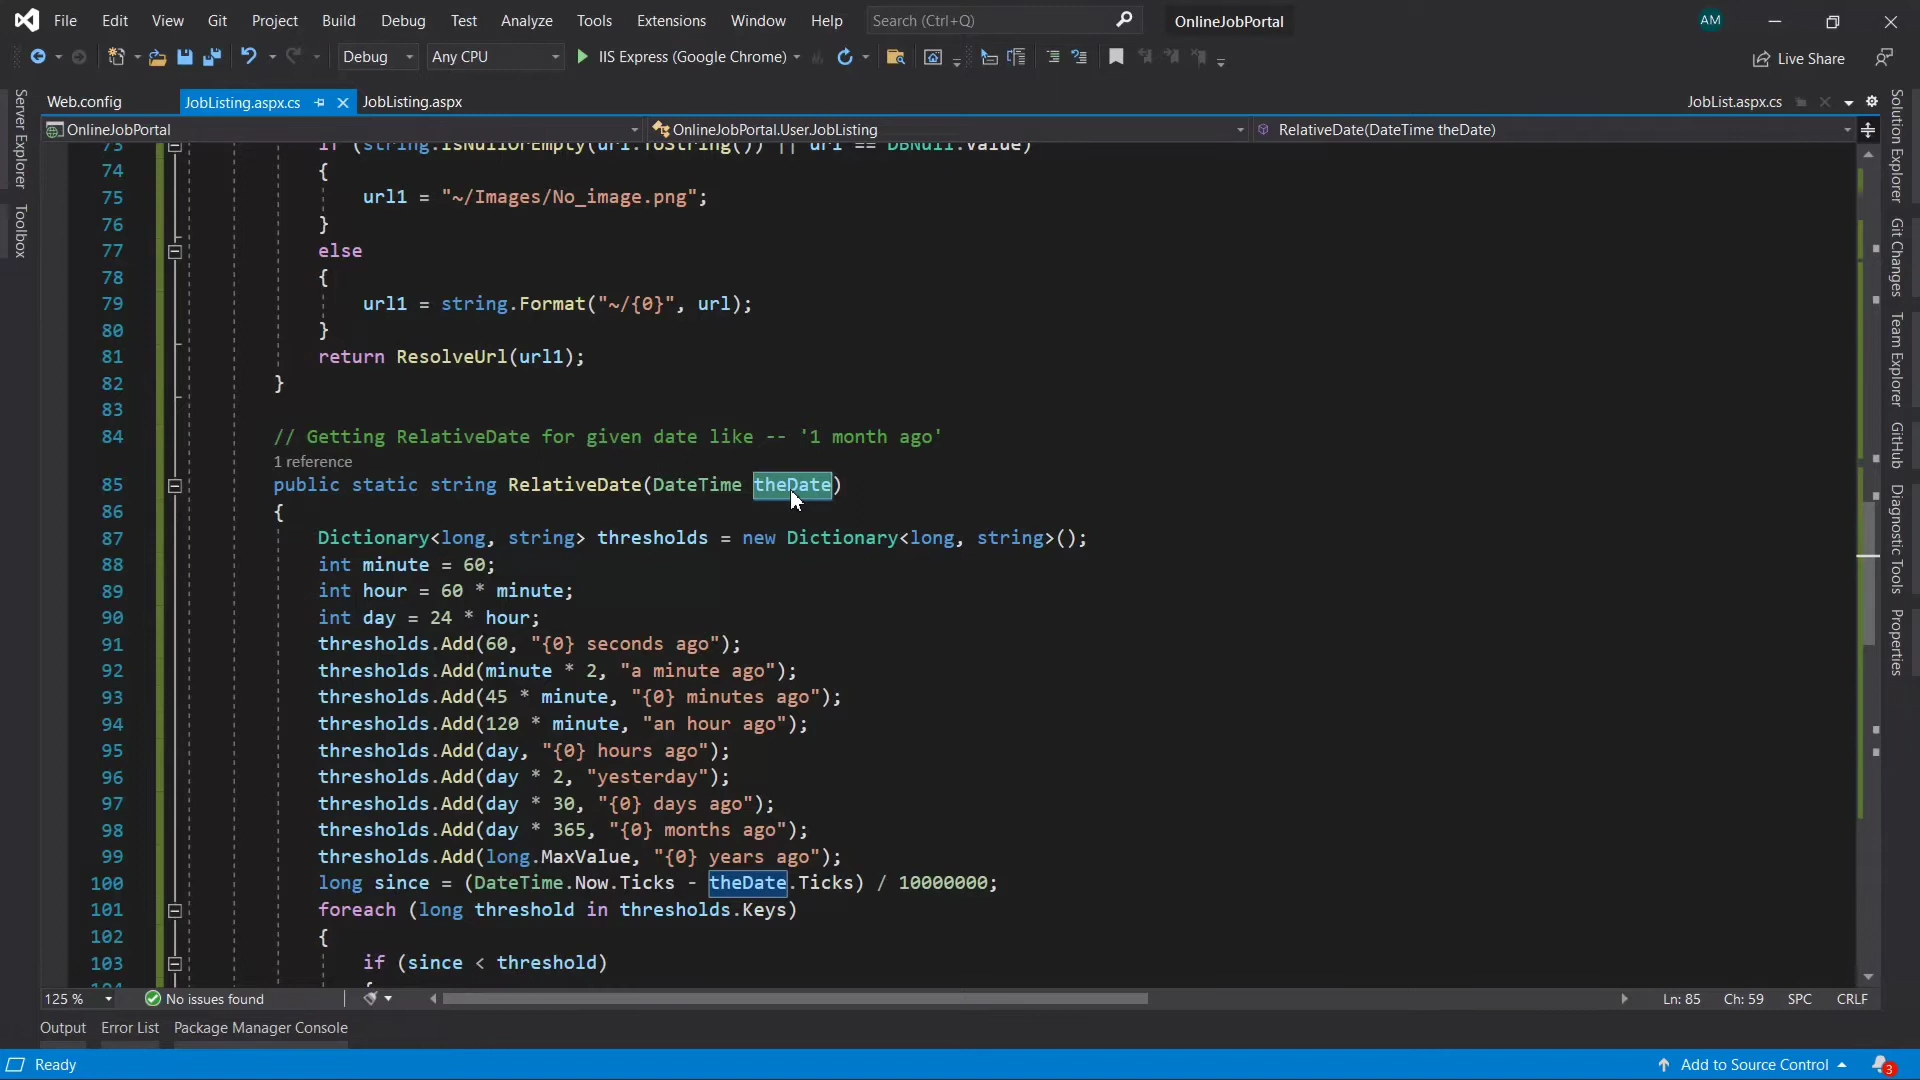 File Edit View Git Project Build Debug Test Analyze Tools Extensions Window Help Search (Ctrl+Q) OnlineJobPortal AM
Debug Any CPU IIS Express (Google Chrome) Live Share
Web.config JobListing.aspx.cs JobListing.aspx JobList.aspx.cs
OnlineJobPortal OnlineJobPortal.User.JobListing RelativeDate(DateTime theDate)
Server Explorer
Toolbox
73 if (string.IsNullOrEmpty(url.ToString()) || url == DBNull.Value)
74 {
75 url1 = "~/Images/No_image.png";
76 }
77 else
78 {
79 url1 = string.Format("~/{0}", url);
80 }
81 return ResolveUrl(url1);
82 }
83
84 // Getting RelativeDate for given date like -- '1 month ago'
1 reference
85 public static string RelativeDate(DateTime theDate)
86 {
87 Dictionary<long, string> thresholds = new Dictionary<long, string>();
88 int minute = 60;
89 int hour = 60 * minute;
90 int day = 24 * hour;
91 thresholds.Add(60, "{0} seconds ago");
92 thresholds.Add(minute * 2, "a minute ago");
93 thresholds.Add(45 * minute, "{0} minutes ago");
94 thresholds.Add(120 * minute, "an hour ago");
95 thresholds.Add(day, "{0} hours ago");
96 thresholds.Add(day * 2, "yesterday");
97 thresholds.Add(day * 30, "{0} days ago");
98 thresholds.Add(day * 365, "{0} months ago");
99 thresholds.Add(long.MaxValue, "{0} years ago");
100 long since = (DateTime.Now.Ticks - theDate.Ticks) / 10000000;
101 foreach (long threshold in thresholds.Keys)
102 {
103 if (since < threshold)
Solution Explorer
Git Changes
Team Explorer
GitHub
Diagnostic Tools
Properties
125 % No issues found Ln: 85 Ch: 59 SPC CRLF
Output Error List Package Manager Console
Ready Add to Source Control 3